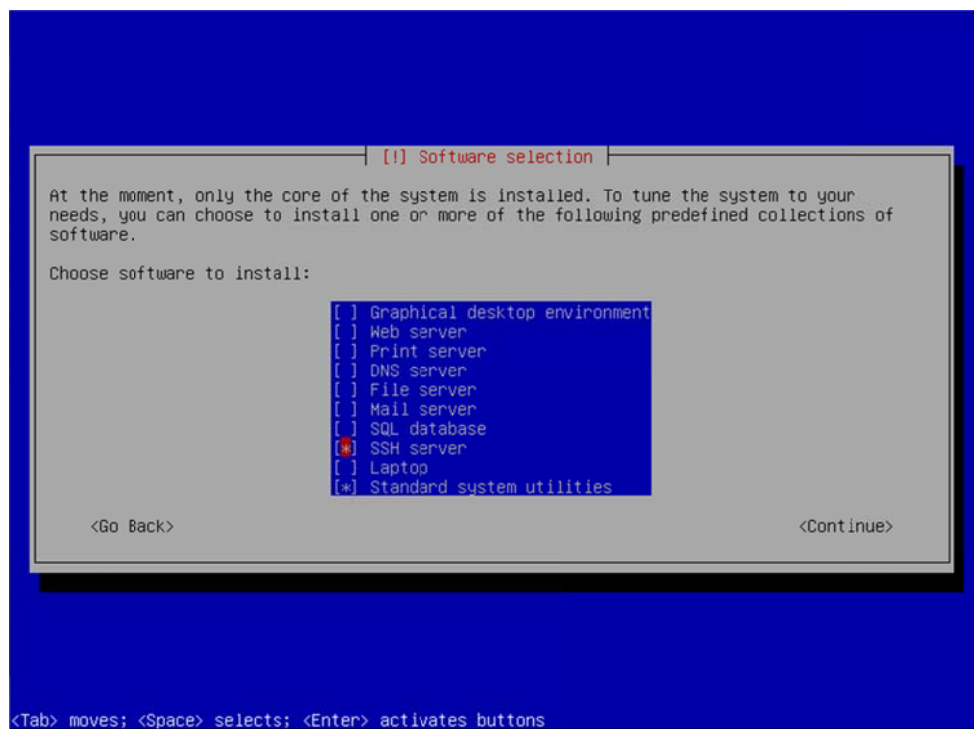 [!] Software selection
At the moment, only the core of the system is installed. To tune the system to your
needs, you can choose to install one or more of the following predefined collections of
software.
Choose software to install:
[ ] Graphical desktop environment
[ ] Web server
[ ] Print server
[ ] DNS server
[ ] File server
[ ] Mail server
[ ] SQL database
[*] SSH server
[ ] Laptop
[*] Standard system utilities
<Go Back> <Continue>
<Tab> moves; <Space> selects; <Enter> activates buttons